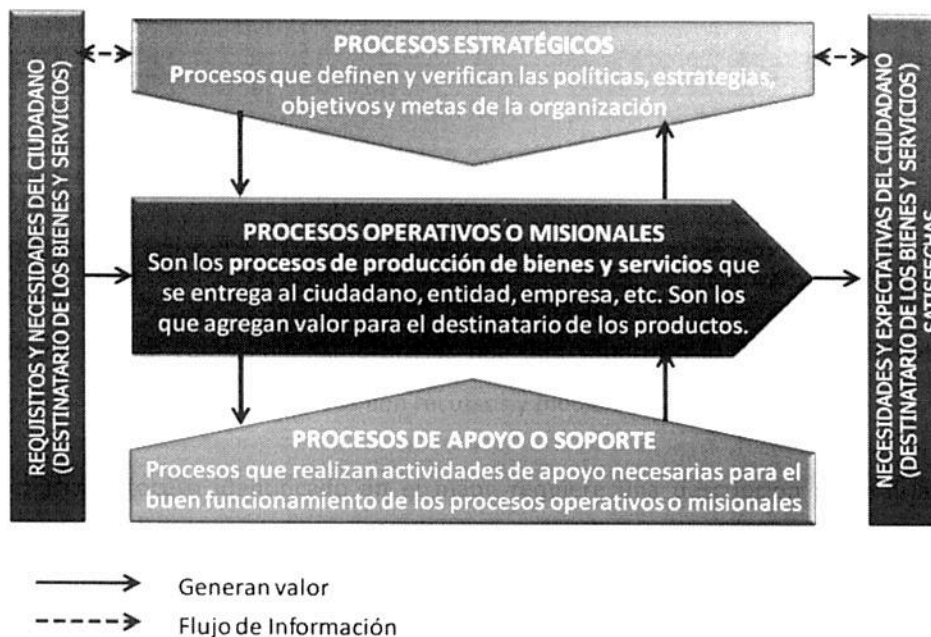 REQUISITOS Y NECESIDADES DEL CIUDADANO
(DESTINATARIO DE LOS BIENES Y SERVICIOS)
PROCESOS ESTRATÉGICOS
Procesos que definen y verifican las políticas, estrategias,
objetivos y metas de la organización
PROCESOS OPERATIVOS O MISIONALES
Son los procesos de producción de bienes y servicios que
se entrega al ciudadano, entidad, empresa, etc. Son los
que agregan valor para el destinatario de los productos.
PROCESOS DE APOYO O SOPORTE
Procesos que realizan actividades de apoyo necesarias para el
buen funcionamiento de los procesos operativos o misionales
NECESIDADES Y EXPECTATIVAS DEL CIUDADANO
(DESTINATARIO DE LOS BIENES Y SERVICIOS)
SATISFECHAS
Generan valor
Flujo de Información